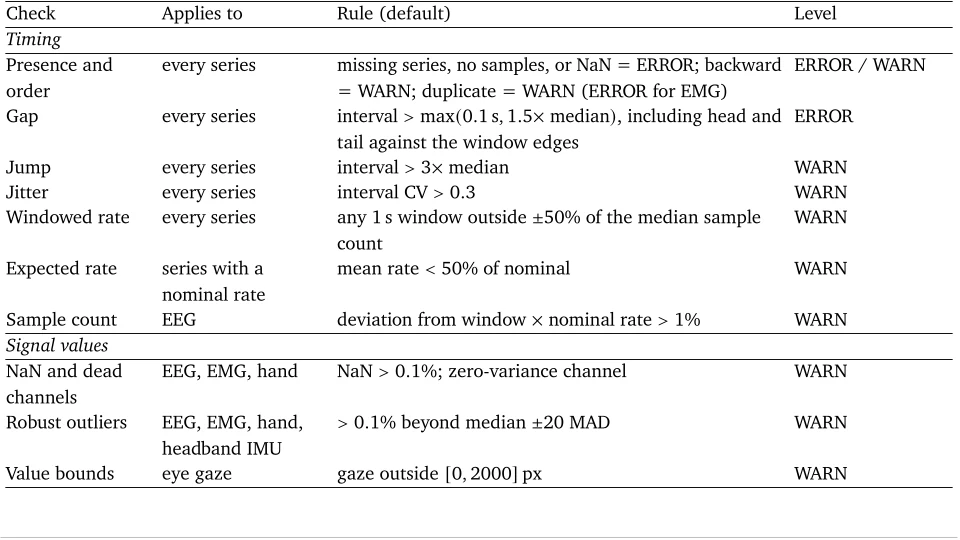 Check Applies to Rule (default) Level
Timing
Presence and every series missing series, no samples, or NaN = ERROR; backward ERROR / WARN
order = WARN; duplicate = WARN (ERROR for EMG)
Gap every series interval > max(0.1 s, 1.5× median), including head and ERROR
tail against the window edges
Jump every series interval > 3× median WARN
Jitter every series interval CV > 0.3 WARN
Windowed rate every series any 1 s window outside ±50% of the median sample WARN
count
Expected rate series with a mean rate < 50% of nominal WARN
nominal rate
Sample count EEG deviation from window × nominal rate > 1% WARN
Signal values
NaN and dead EEG, EMG, hand NaN > 0.1%; zero-variance channel WARN
channels
Robust outliers EEG, EMG, hand, > 0.1% beyond median ±20 MAD WARN
headband IMU
Value bounds eye gaze gaze outside [0, 2000] px WARN